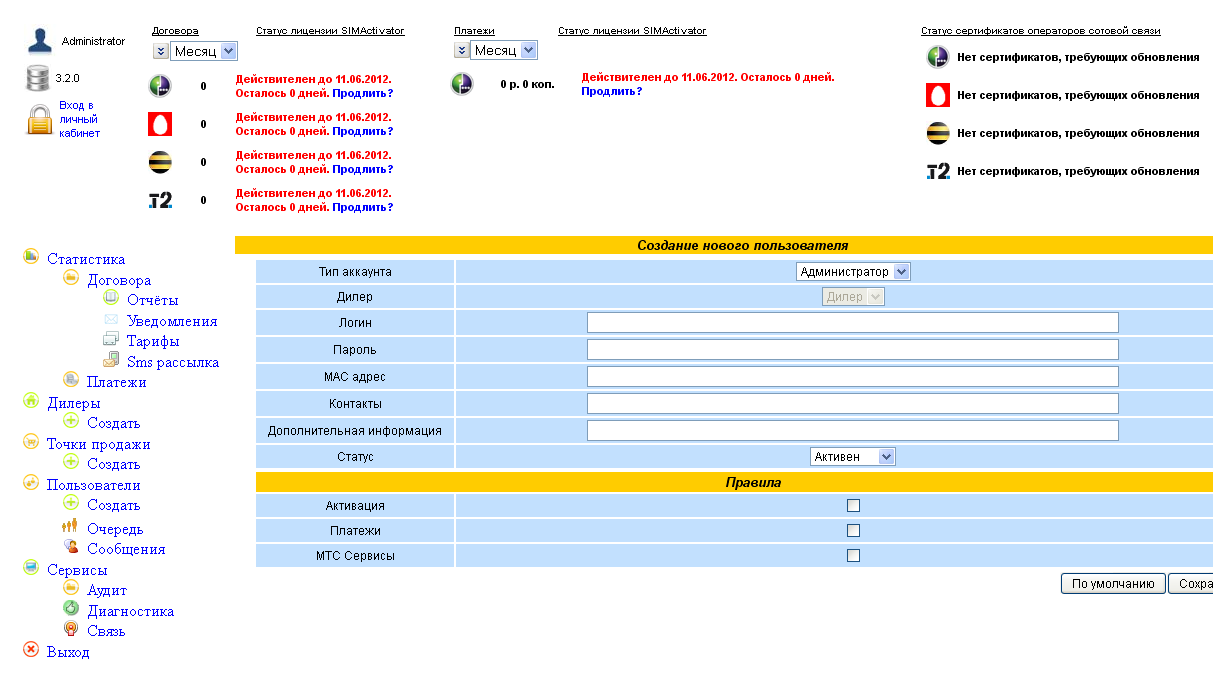 Administrator
3.2.0
Вход в
личный
кабинет
Договора
Статус лицензии SIMActivator
Месяц
0
Действителен до 11.06.2012.
Осталось 0 дней. Продлить?
0
Действителен до 11.06.2012.
Осталось 0 дней. Продлить?
0
Действителен до 11.06.2012.
Осталось 0 дней. Продлить?
T2
0
Действителен до 11.06.2012.
Осталось 0 дней. Продлить?
Платежи
Статус лицензии SIMActivator
Месяц
0 р. 0 коп.
Действителен до 11.06.2012. Осталось 0 дней.
Продлить?
Статус сертификатов операторов сотовой связи
Нет сертификатов, требующих обновления
Нет сертификатов, требующих обновления
Нет сертификатов, требующих обновления
T2 Нет сертификатов, требующих обновления
Статистика
Договора
Отчёты
Уведомления
Тарифы
Sms рассылка
Платежи
Дилеры
Создать
Точки продажи
Создать
Пользователи
Создать
Очередь
Сообщения
Сервисы
Аудит
Диагностика
Связь
Выход
Создание нового пользователя
Тип аккаунта
Администратор
Дилер
Дилер
Логин
Пароль
MAC адрес
Контакты
Дополнительная информация
Статус
Активен
Правила
Активация
Платежи
МТС Сервисы
По умолчанию
Сохра